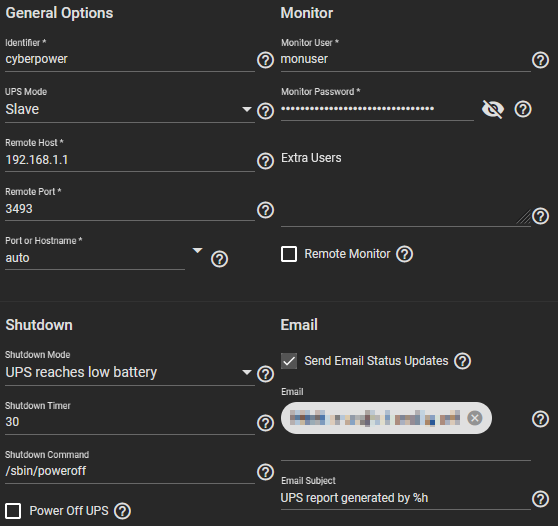 General Options
Identifier *
cyberpower
UPS Mode
Slave
Remote Host *
192.168.1.1
Remote Port *
3493
Port or Hostname *
auto
Monitor
Monitor User *
monuser
Monitor Password *
Extra Users
Remote Monitor
Shutdown
Shutdown Mode
UPS reaches low battery
Shutdown Timer
30
Shutdown Command
/sbin/poweroff
Power Off UPS
Email
Send Email Status Updates
Email
Email Subject
UPS report generated by %h